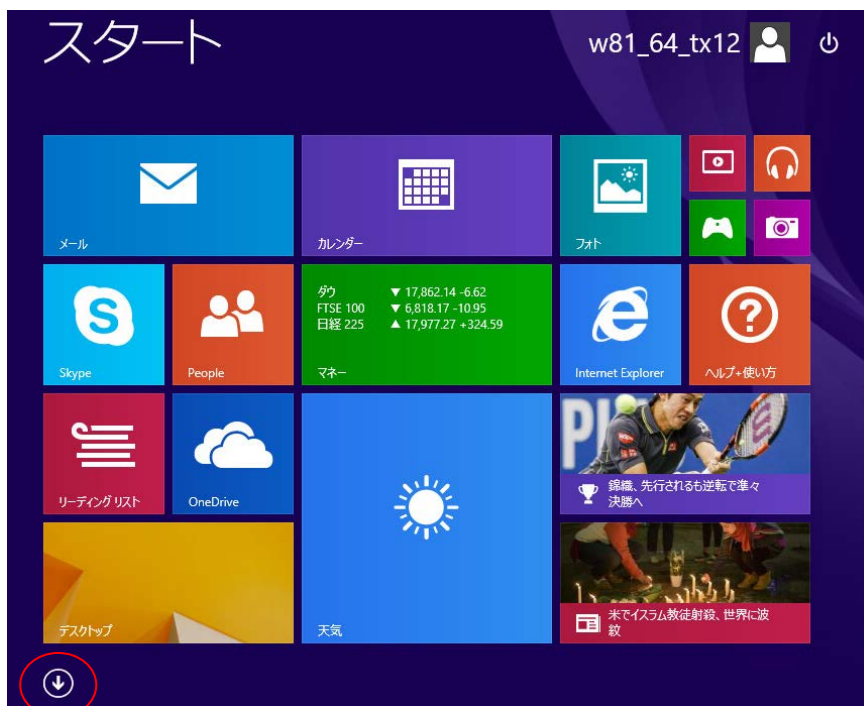 スタート
w81_64_tx12
メール
カレンダー
フォト
Skype
People
ダウ ▼ 17,862.14 -6.62
FTSE 100 ▼ 6,818.17 -10.95
日経 225 ▲ 17,977.27 +324.59
マネー
Internet Explorer
ヘルプ+使い方
リーディング リスト
OneDrive
錦織、先行されるも逆転で準々
決勝へ
デスクトップ
天気
米でイスラム教徒射殺、世界に波
紋